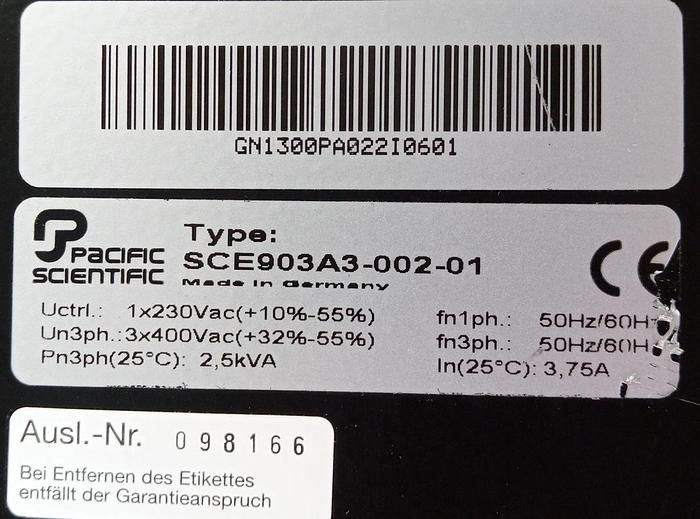 GN1300PA022I0601
PACIFIC
SCIENTIFIC
Type:
SCE903A3-002-01
Made in Germany
CE
Uctrl.: 1x230Vac(+10%-55%)
Un3ph.:3x400Vac(+32%-55%)
Pn3ph(25°C): 2,5kVA
fn1ph.: 50Hz/60H
fn3ph.: 50Hz/60H
In(25°C): 3,75A
Ausl.-Nr. 098166
Bei Entfernen des Etikettes
entfällt der Garantieanspruch